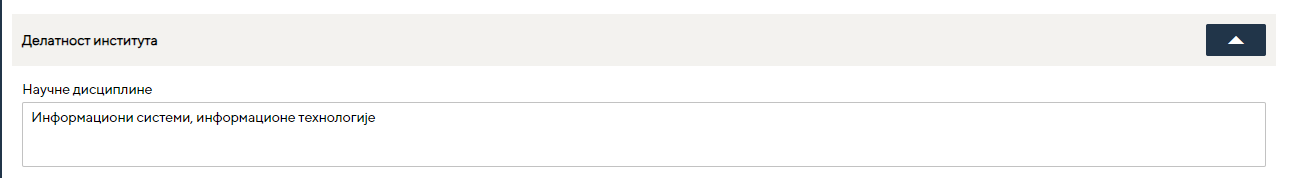 Делатност института
Научне дисциплине
Информациони системи, информационе технологије